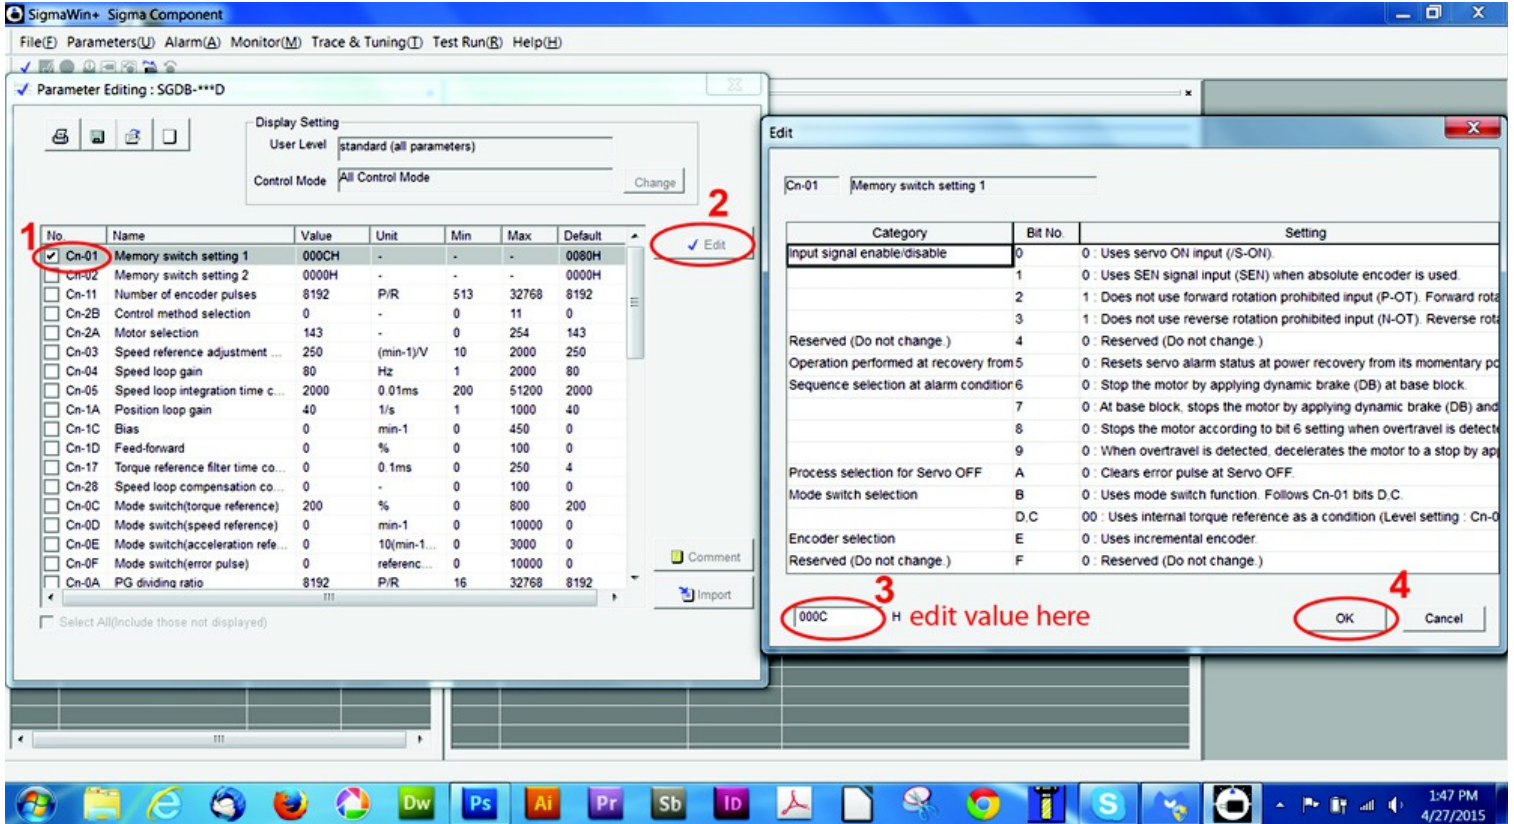 SigmaWin+ Sigma Component
File(F) Parameters(U) Alarm(A) Monitor(M) Trace & Tuning(T) Test Run(R) Help(H)
Parameter Editing : SGDB-***D
Display Setting
User Level standard (all parameters)
Control Mode All Control Mode
Change
1
2
No. Name Value Unit Min Max Default
Edit
Cn-01 Memory switch setting 1 000CH - - - 0080H
Cn-02 Memory switch setting 2 0000H - - - 0000H
Cn-11 Number of encoder pulses 8192 P/R 513 32768 8192
Cn-2B Control method selection 0 - 0 11 0
Cn-2A Motor selection 143 - 0 254 143
Cn-03 Speed reference adjustment ... 250 (min-1)/V 10 2000 250
Cn-04 Speed loop gain 80 Hz 1 2000 80
Cn-05 Speed loop integration time c... 2000 0.01ms 200 51200 2000
Cn-1A Position loop gain 40 1/s 1 1000 40
Cn-1C Bias 0 min-1 0 450 0
Cn-1D Feed-forward 0 % 0 100 0
Cn-17 Torque reference filter time co... 0 0.1ms 0 250 4
Cn-28 Speed loop compensation co... 0 - 0 100 0
Cn-0C Mode switch(torque reference) 200 % 0 800 200
Cn-0D Mode switch(speed reference) 0 min-1 0 10000 0
Cn-0E Mode switch(acceleration refe... 0 10(min-1... 0 3000 0
Cn-0F Mode switch(error pulse) 0 referenc... 0 10000 0
Cn-0A PG dividing ratio 8192 P/R 16 32768 8192
Comment
Import
Select All(Include those not displayed)
Edit
Cn-01 Memory switch setting 1
Category Bit No. Setting
Input signal enable/disable 0 0 : Uses servo ON input (/S-ON).
1 0 : Uses SEN signal input (SEN) when absolute encoder is used.
2 1 : Does not use forward rotation prohibited input (P-OT). Forward rota
3 1 : Does not use reverse rotation prohibited input (N-OT). Reverse rota
Reserved (Do not change.) 4 0 : Reserved (Do not change.)
Operation performed at recovery from 5 0 : Resets servo alarm status at power recovery from its momentary po
Sequence selection at alarm condition 6 0 : Stop the motor by applying dynamic brake (DB) at base block.
7 0 : At base block, stops the motor by applying dynamic brake (DB) and
8 0 : Stops the motor according to bit 6 setting when overtravel is detecte
9 0 : When overtravel is detected, decelerates the motor to a stop by app
Process selection for Servo OFF A 0 : Clears error pulse at Servo OFF.
Mode switch selection B 0 : Uses mode switch function. Follows Cn-01 bits D,C.
D,C 00 : Uses internal torque reference as a condition (Level setting : Cn-0
Encoder selection E 0 : Uses incremental encoder.
Reserved (Do not change.) F 0 : Reserved (Do not change.)
3
4
000C H edit value here
OK
Cancel
Dw Ps Ai Pr Sb ID
1:47 PM
4/27/2015